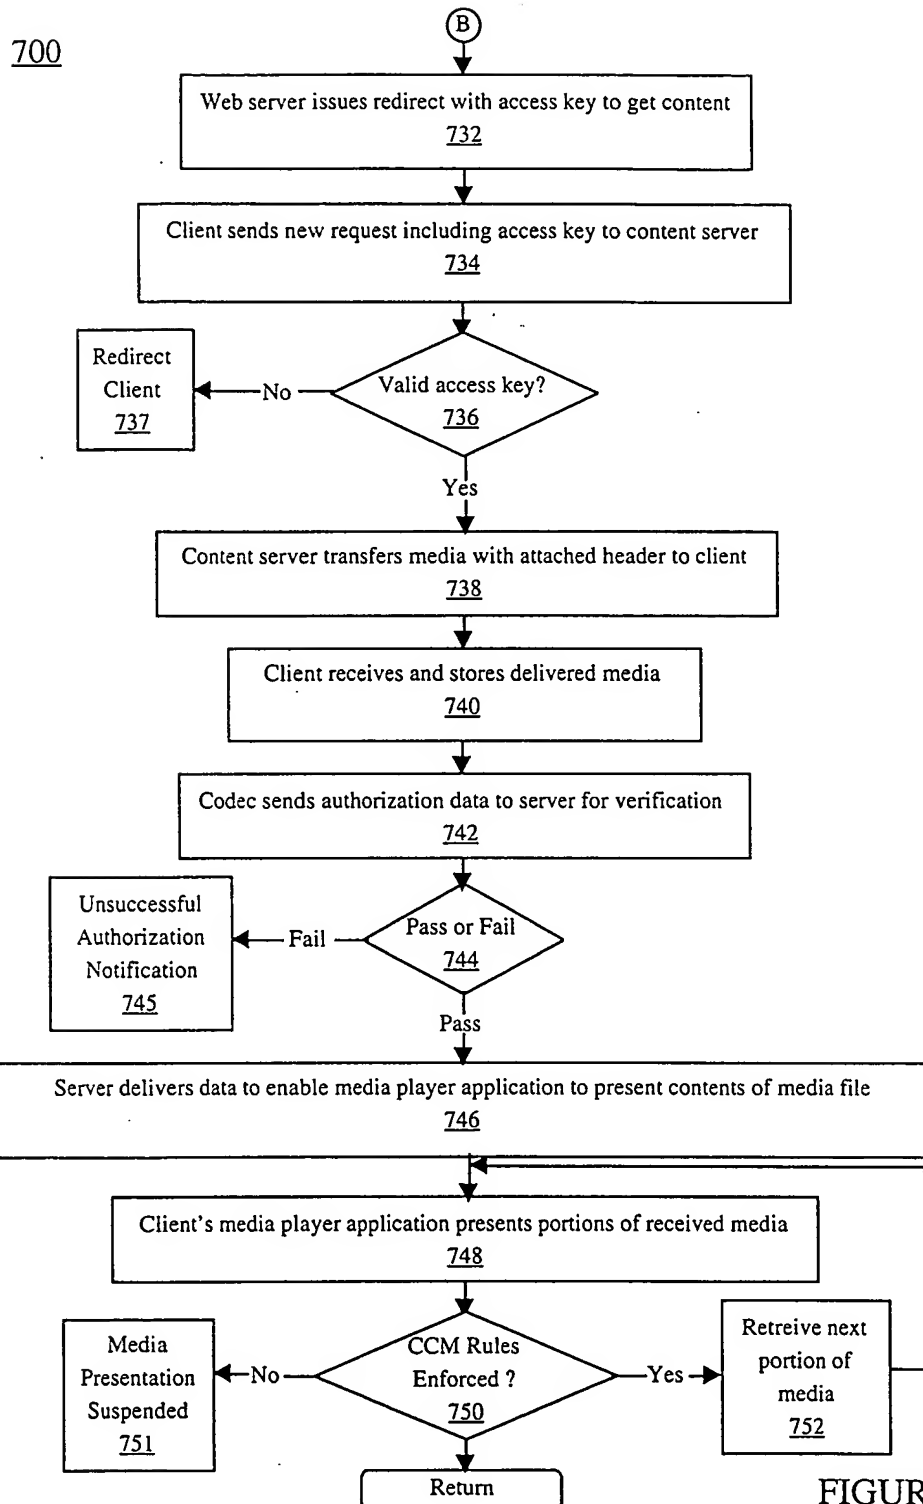 B
700
Web server issues redirect with access key to get content
732
Client sends new request including access key to content server
734
Redirect
Client
737
No
Valid access key?
736
Yes
Content server transfers media with attached header to client
738
Client receives and stores delivered media
740
Codec sends authorization data to server for verification
742
Unsuccessful
Authorization
Notification
745
Fail
Pass or Fail
744
Pass
Server delivers data to enable media player application to present contents of media file
746
Client's media player application presents portions of received media
748
Media
Presentation
Suspended
751
No
CCM Rules
Enforced ?
750
Yes
Retreive next
portion of
media
752
Return
FIGUR